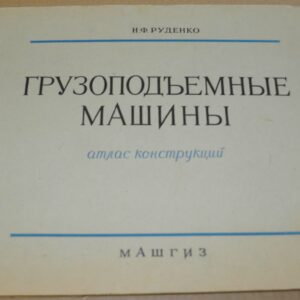 Н.Ф.РУДЕНКО
ГРУЗОПОДЪЕМНЫЕ
МАШИНЫ
атлас конструкций
МАШГИЗ